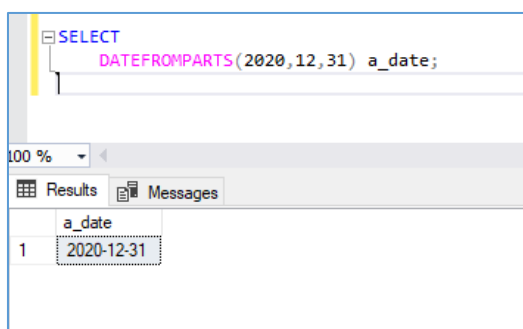 SELECT
DATEFROMPARTS(2020,12,31) a_date;
100 %
Results Messages
a_date
1 2020-12-31